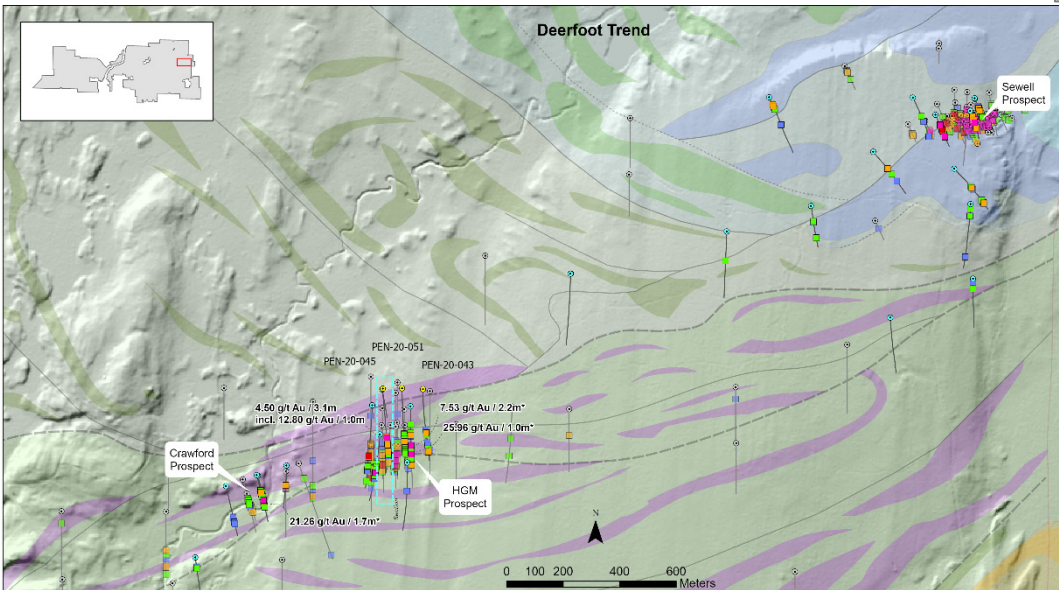 Deerfoot Trend
Sewell
Prospect
PEN-20-051
PEN-20-045
PEN-20-043
4.50 g/t Au / 3.1m
incl. 12.80 g/t Au / 1.0m
7.53 g/t Au / 2.2m*
25.96 g/t Au / 1.0m*
Crawford
Prospect
HGM
Prospect
21.26 g/t Au / 1.7m*
N
0 100 200 400 600
Meters